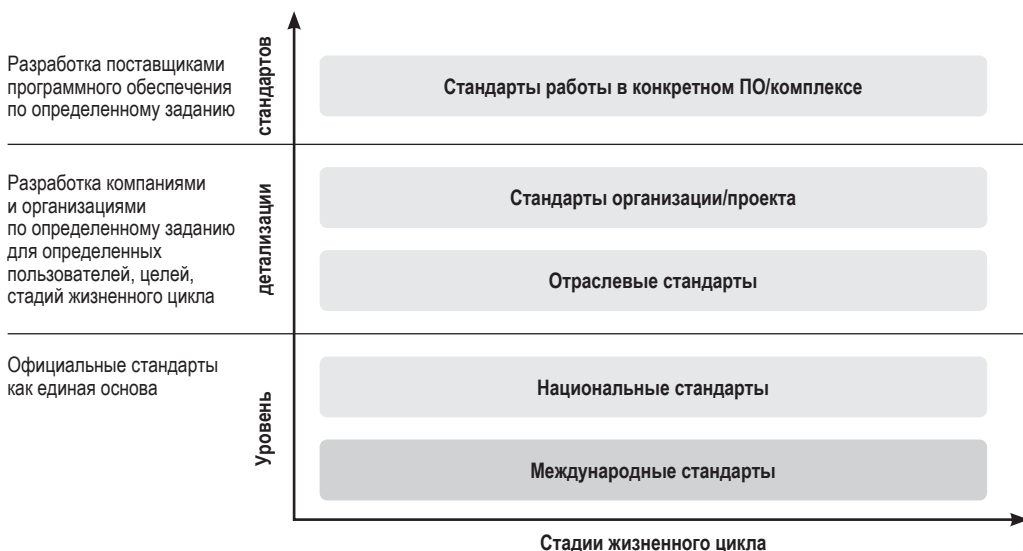 Разработка поставщиками
программного обеспечения
по определенному заданию
Стандарты работы в конкретном ПО/комплексе
Разработка компаниями
и организациями
по определенному заданию
для определенных
пользователей, целей,
стадий жизненного цикла
Стандарты организации/проекта
Отраслевые стандарты
Официальные стандарты
как единая основа
Национальные стандарты
Международные стандарты
Уровень детализации стандартов
Стадии жизненного цикла